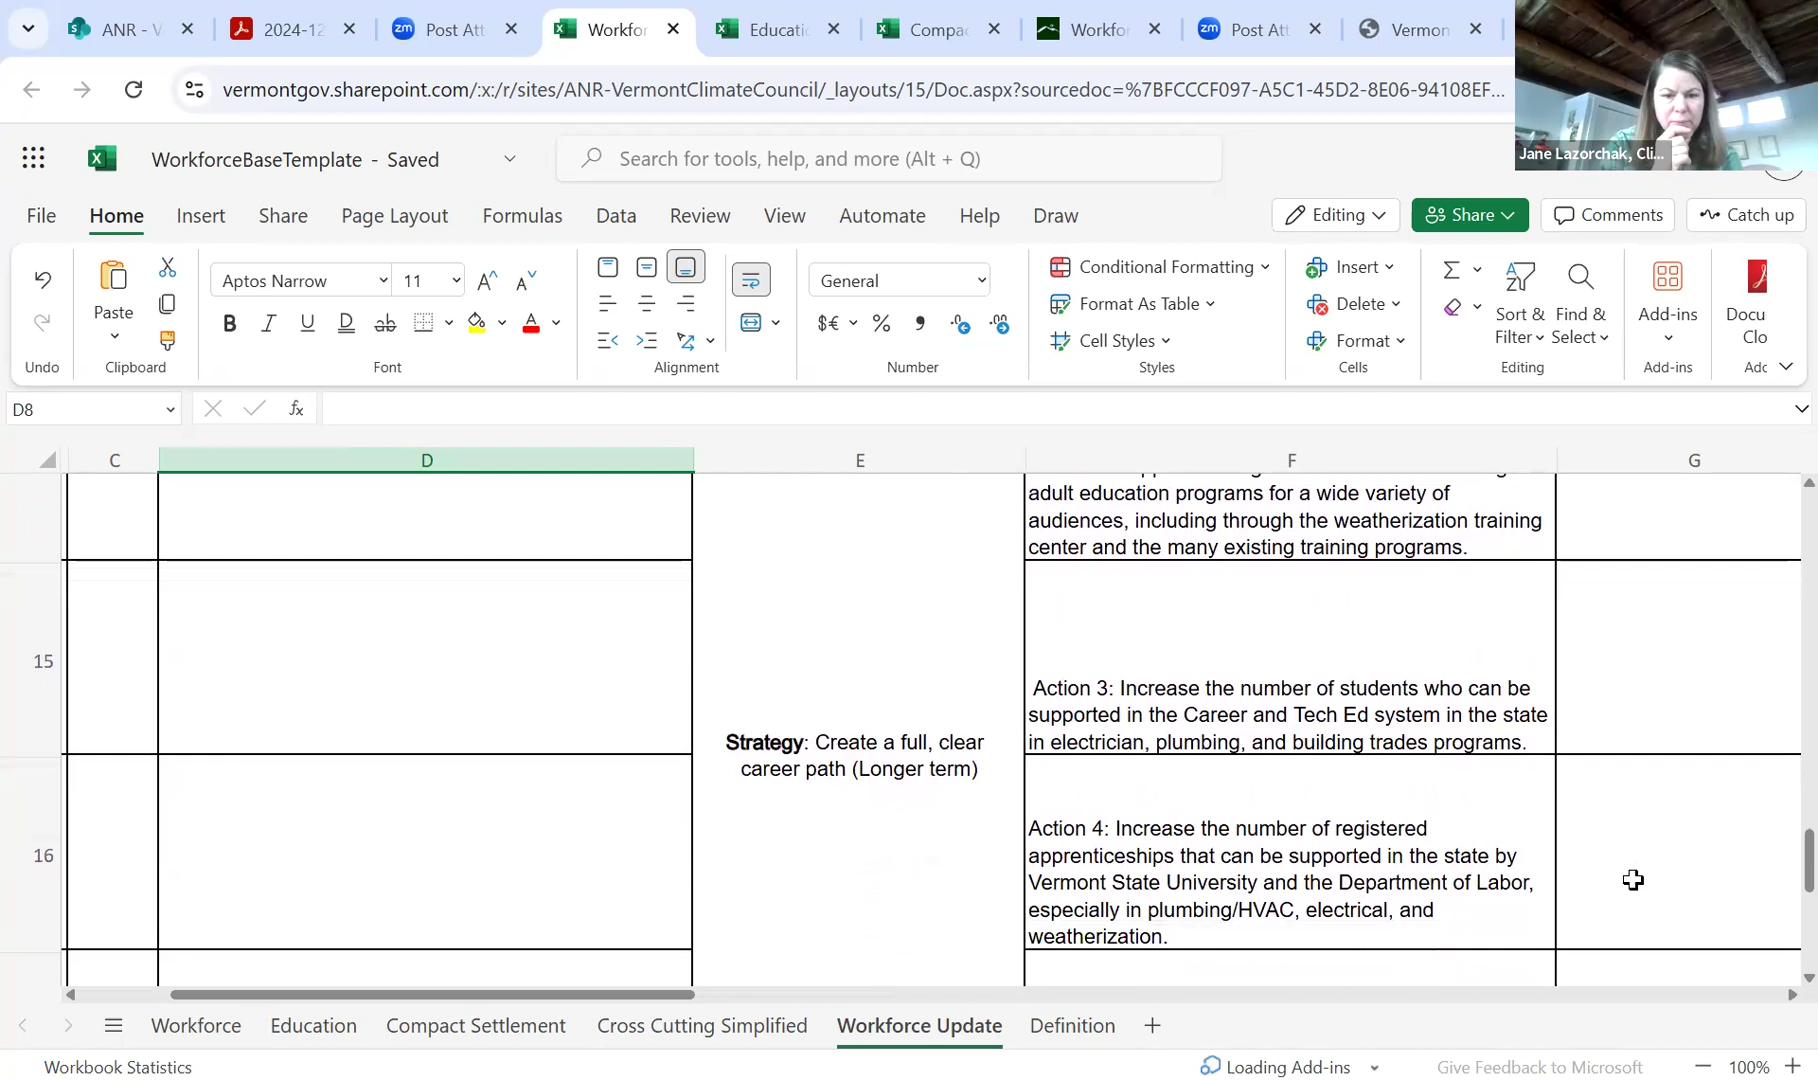 ANR - V
2024-12
Post Att
Workfor
Educati
Compac
Workfo
Post Att
Vermon
vermontgov.sharepoint.com/:x:/r/sites/ANR-VermontClimateCouncil/_layouts/15/Doc.aspx?sourcedoc=%7BFCCCF097-A5C1-45D2-8E06-94108EF...
Jane Lazorchak, Cli...
WorkforceBaseTemplate - Saved
Search for tools, help, and more (Alt + Q)
File Home Insert Share Page Layout Formulas Data Review View Automate Help Draw
Editing Share Comments Catch up
Aptos Narrow 11
General
Conditional Formatting
Format As Table
Cell Styles
Insert
Delete
Format
Paste
Sort & Filter
Find & Select
Add-ins
Docu
Clo
Undo Clipboard Font Alignment Number Styles Cells Editing Add-ins Adc
D8
C D E F G
adult education programs for a wide variety of
audiences, including through the weatherization training
center and the many existing training programs.
15
Action 3: Increase the number of students who can be
supported in the Career and Tech Ed system in the state
in electrician, plumbing, and building trades programs.
Strategy: Create a full, clear
career path (Longer term)
16
Action 4: Increase the number of registered
apprenticeships that can be supported in the state by
Vermont State University and the Department of Labor,
especially in plumbing/HVAC, electrical, and
weatherization.
Workforce Education Compact Settlement Cross Cutting Simplified Workforce Update Definition
Workbook Statistics
Loading Add-ins
Give Feedback to Microsoft
100%